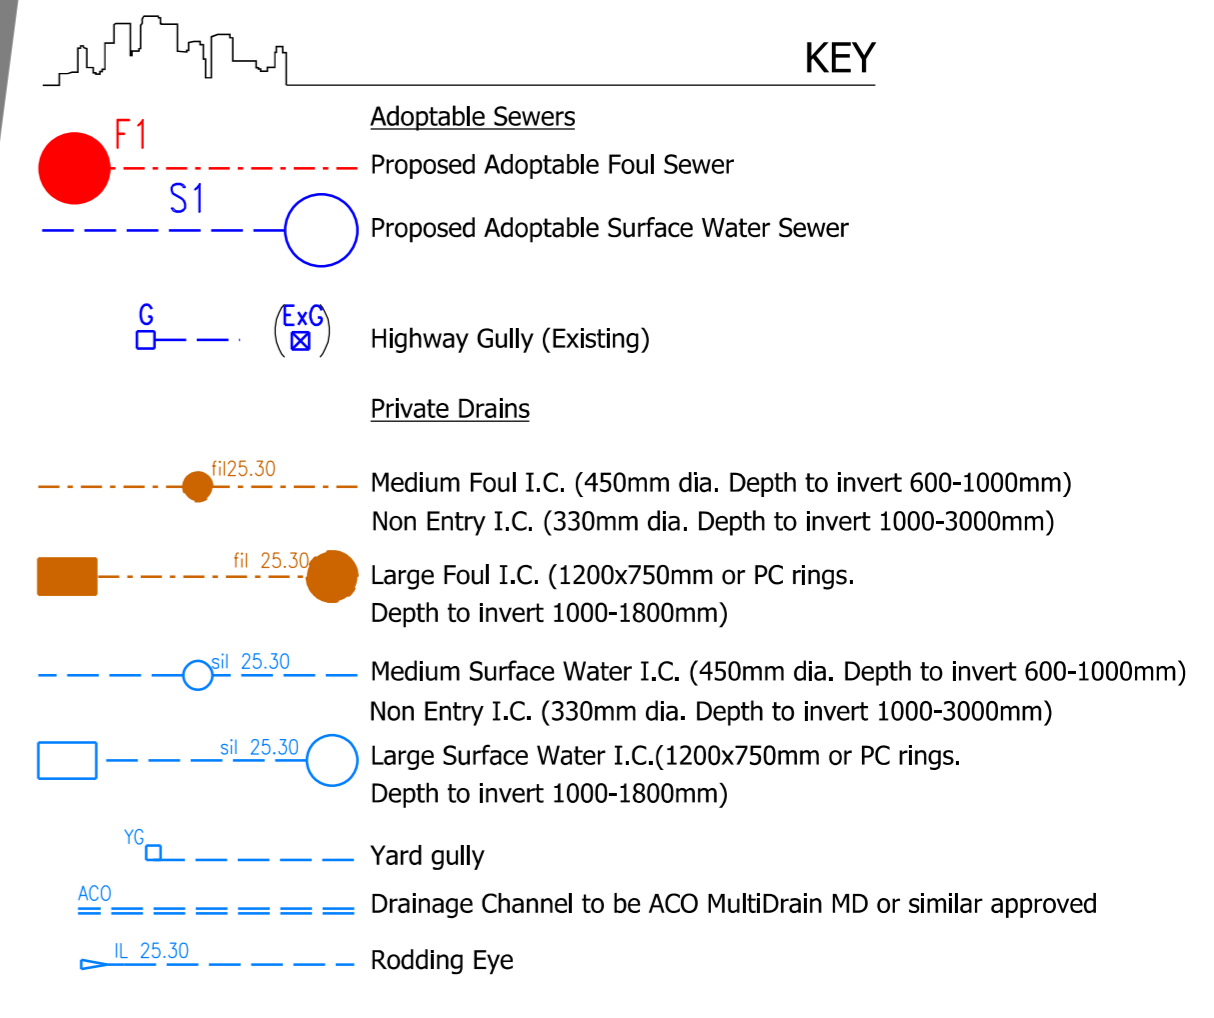 KEY
Adoptable Sewers
F1
Proposed Adoptable Foul Sewer
S1
Proposed Adoptable Surface Water Sewer
G
ExG
Highway Gully (Existing)
Private Drains
fil25.30
Medium Foul I.C. (450mm dia. Depth to invert 600-1000mm)
Non Entry I.C. (330mm dia. Depth to invert 1000-3000mm)
fil 25.30
Large Foul I.C. (1200x750mm or PC rings.
Depth to invert 1000-1800mm)
sil 25.30
Medium Surface Water I.C. (450mm dia. Depth to invert 600-1000mm)
Non Entry I.C. (330mm dia. Depth to invert 1000-3000mm)
sil 25.30
Large Surface Water I.C.(1200x750mm or PC rings.
Depth to invert 1000-1800mm)
YG
Yard gully
ACO
Drainage Channel to be ACO MultiDrain MD or similar approved
IL 25.30
Rodding Eye